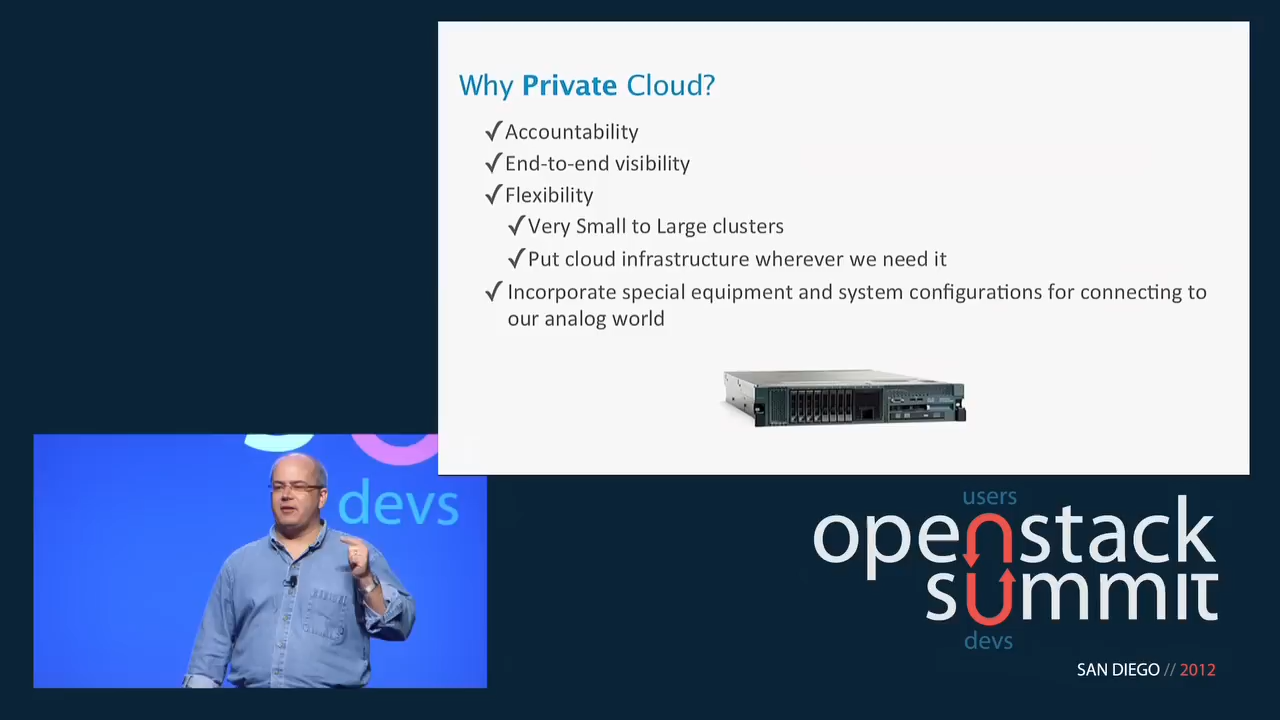 Why Private Cloud?
✓Accountability
✓End-to-end visibility
✓Flexibility
✓Very Small to Large clusters
✓Put cloud infrastructure wherever we need it
✓Incorporate special equipment and system configurations for connecting to
our analog world
devs
users
openstack
summit
devs
SAN DIEGO // 2012